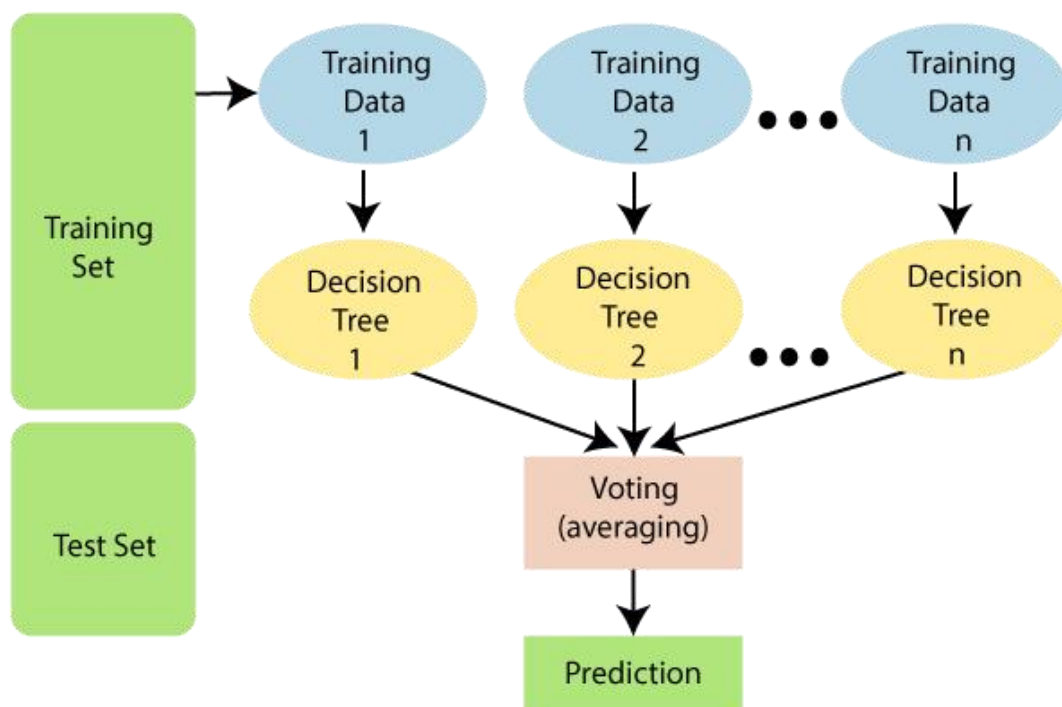 Training
Data
1
Training
Data
2
Training
Data
n
Training
Set
Decision
Tree
1
Decision
Tree
2
Decision
Tree
n
Voting
(averaging)
Test Set
Prediction